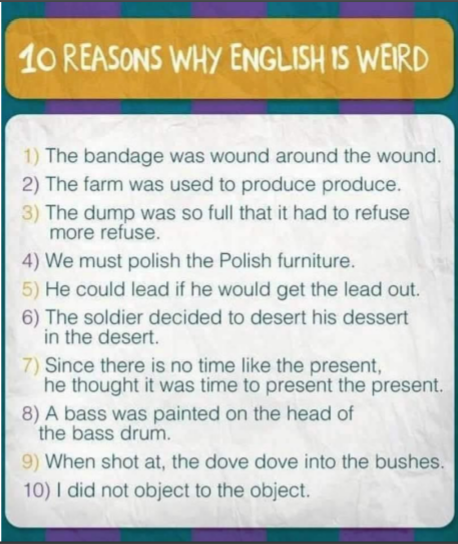 10 REASONS WHY ENGLISH IS WEIRD
1) The bandage was wound around the wound.
2) The farm was used to produce produce.
3) The dump was so full that it had to refuse
more refuse.
4) We must polish the Polish furniture.
5) He could lead if he would get the lead out.
6) The soldier decided to desert his dessert
in the desert.
7) Since there is no time like the present,
he thought it was time to present the present.
8) A bass was painted on the head of
the bass drum.
9) When shot at, the dove dove into the bushes.
10) I did not object to the object.